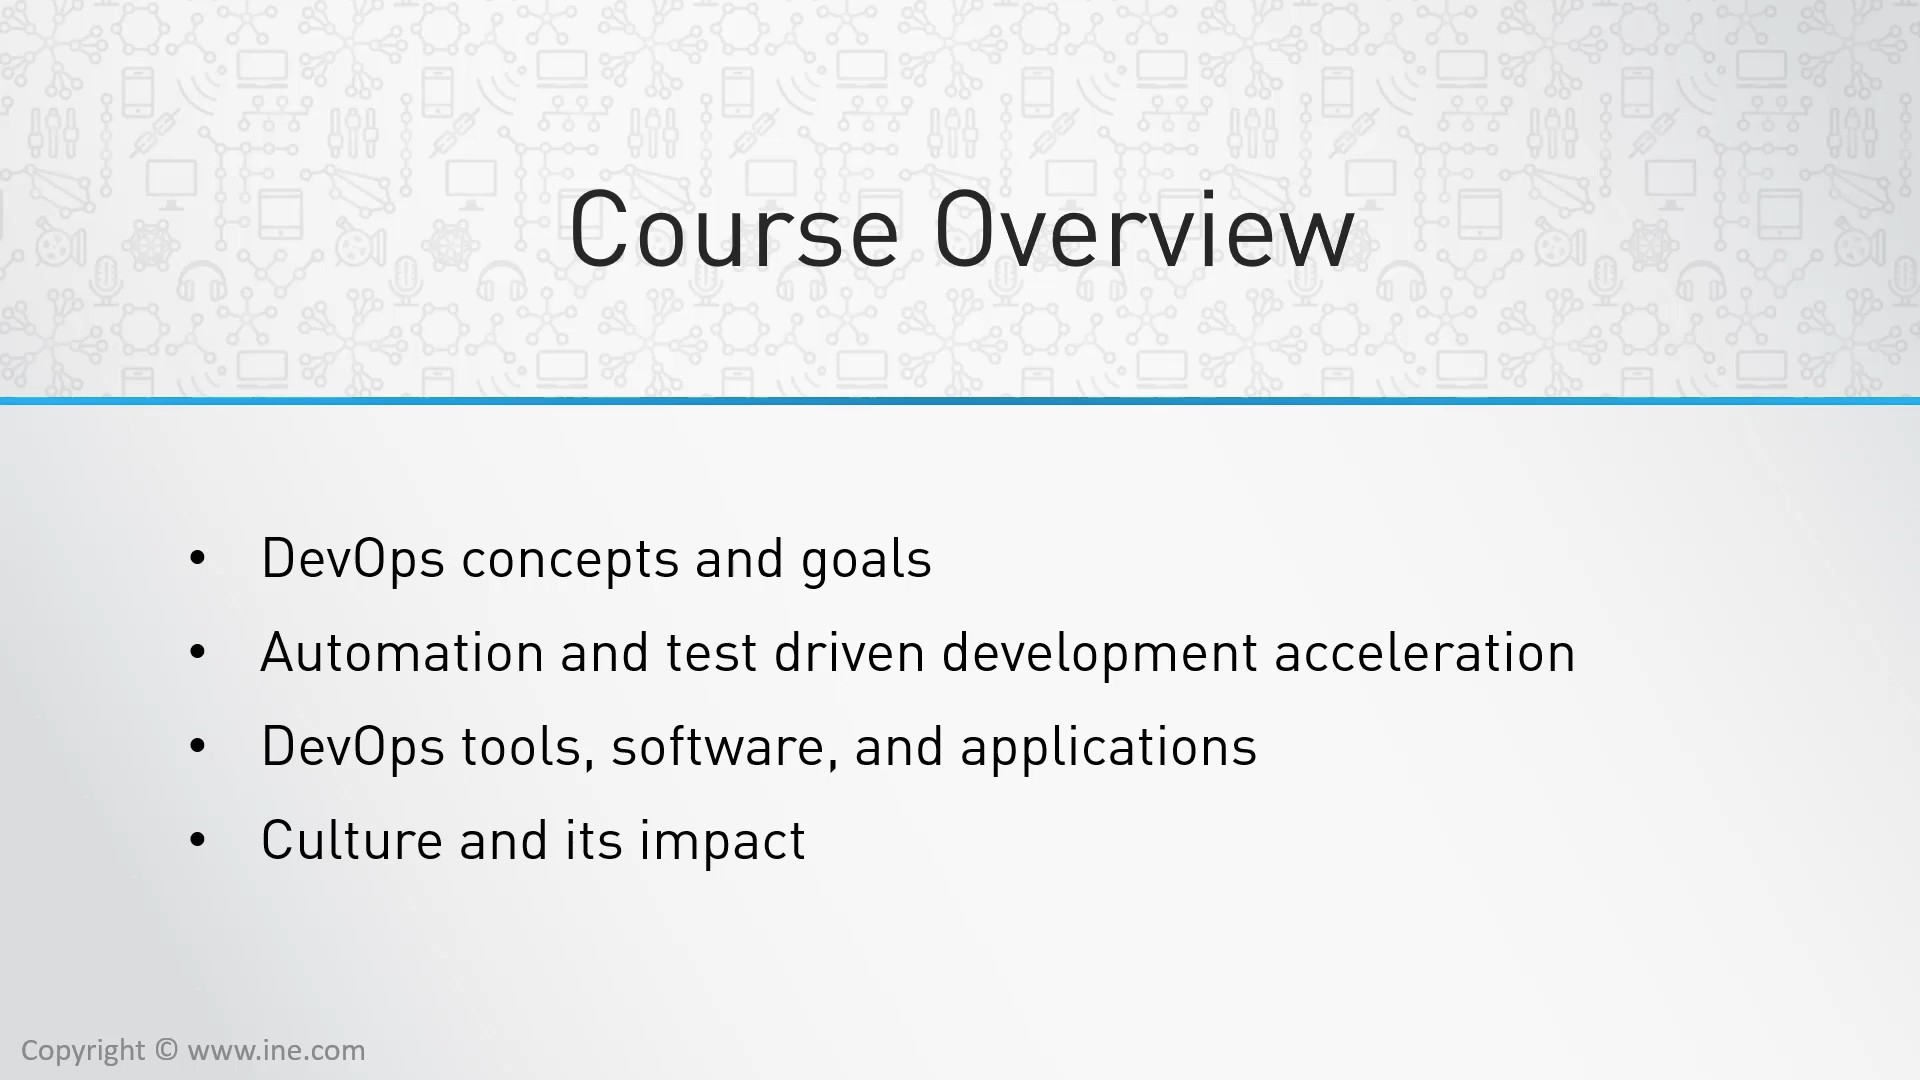 Course Overview
• DevOps concepts and goals
• Automation and test driven development acceleration
• DevOps tools, software, and applications
• Culture and its impact
Copyright © www.ine.com